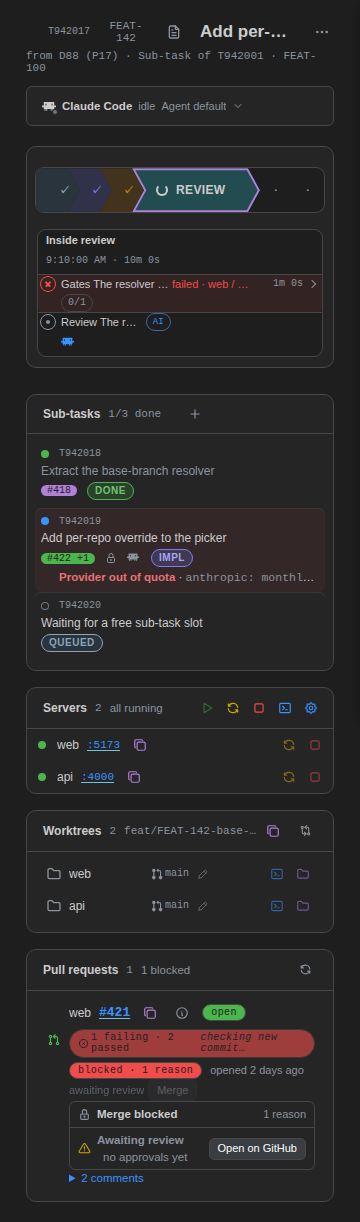 T942017 FEAT-142 Add per-…
from D88 (P17) · Sub-task of T942001 · FEAT-100
Claude Code idle Agent default
✓ ✓ ✓ REVIEW · ·
Inside review
9:10:00 AM · 10m 0s
Gates The resolver … failed · web / … 1m 0s
0/1
Review The r… AI
Sub-tasks 1/3 done
T942018
Extract the base-branch resolver
#418 DONE
T942019
Add per-repo override to the picker
#422 +1 IMPL
Provider out of quota · anthropic: monthl…
T942020
Waiting for a free sub-task slot
QUEUED
Servers 2 all running
web :5173
api :4000
Worktrees 2 feat/FEAT-142-base-…
web main
api main
Pull requests 1 1 blocked
web #421 open
1 failing · 2 passed checking new commit…
blocked · 1 reason opened 2 days ago
awaiting review Merge
Merge blocked 1 reason
Awaiting review
no approvals yet
Open on GitHub
2 comments